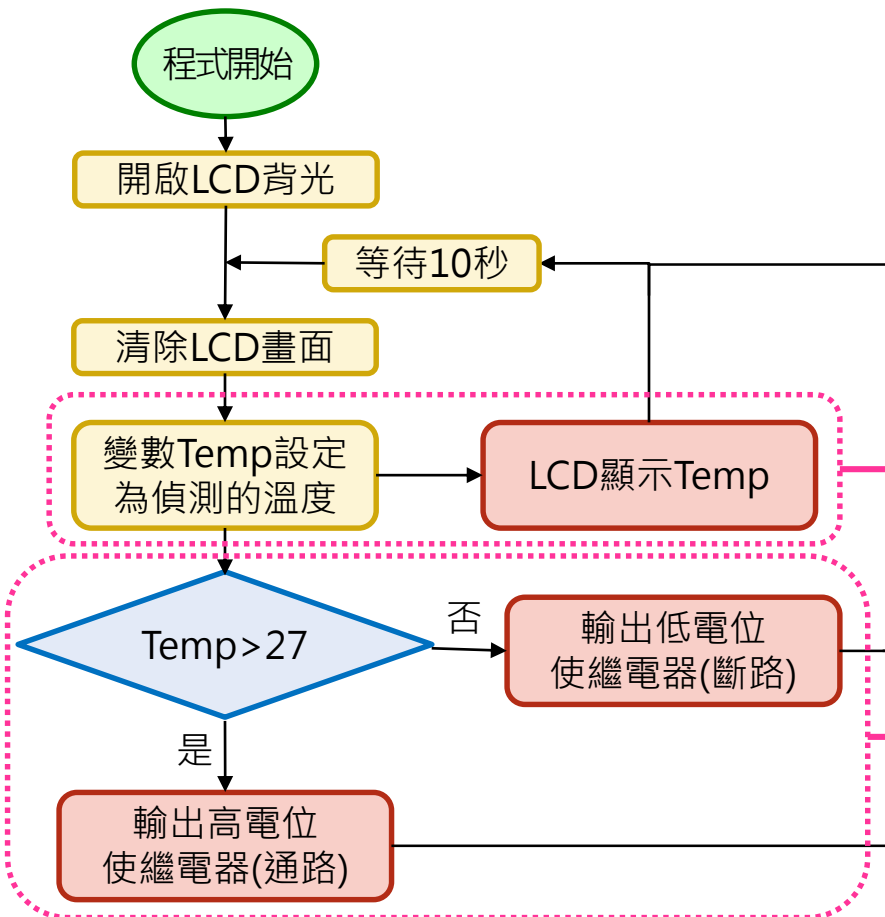 程式開始
開啟LCD背光
等待10秒
清除LCD畫面
變數Temp設定
為偵測的溫度
LCD顯示Temp
Temp>27
否
輸出低電位
使繼電器(斷路)
是
輸出高電位
使繼電器(通路)